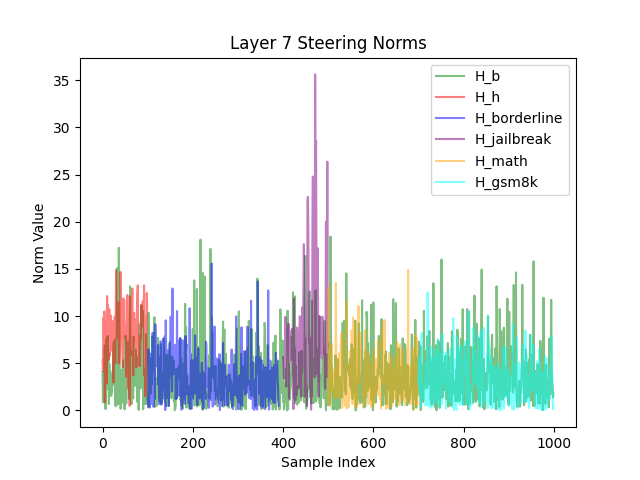 Layer 7 Steering Norms
Norm Value
35
30
25
20
15
10
5
0
0
200
400
600
800
1000
Sample Index
H_b
H_h
H_borderline
H_jailbreak
H_math
H_gsm8k